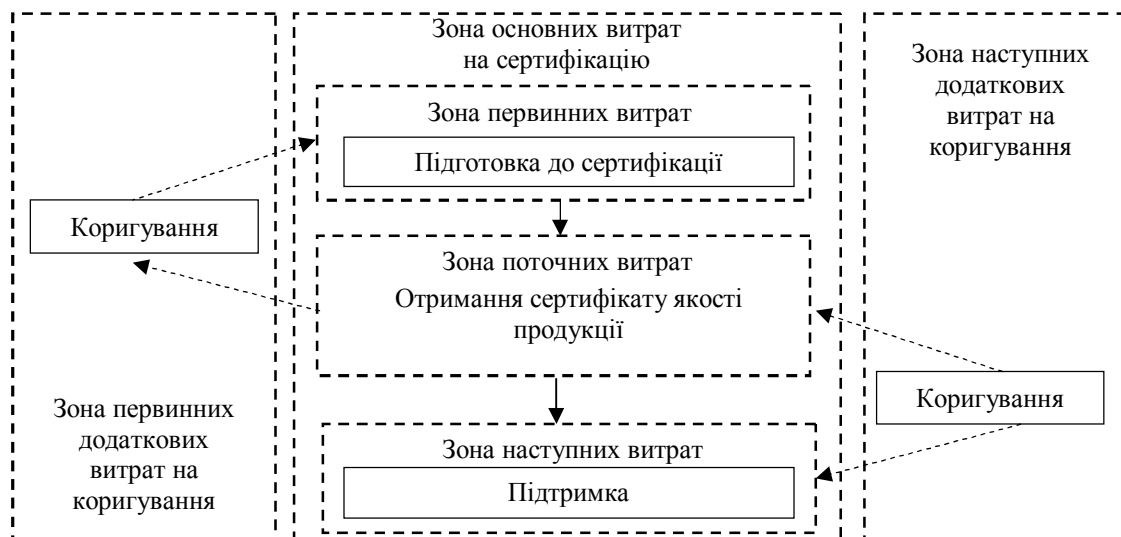 Зона основних витрат
на сертифікацію
Зона первинних витрат
Підготовка до сертифікації
Зона поточних витрат
Отримання сертифікату якості
продукції
Зона наступних витрат
Підтримка
Коригування
Зона первинних
додаткових
витрат на
коригування
Зона наступних
додаткових
витрат на
коригування
Коригування